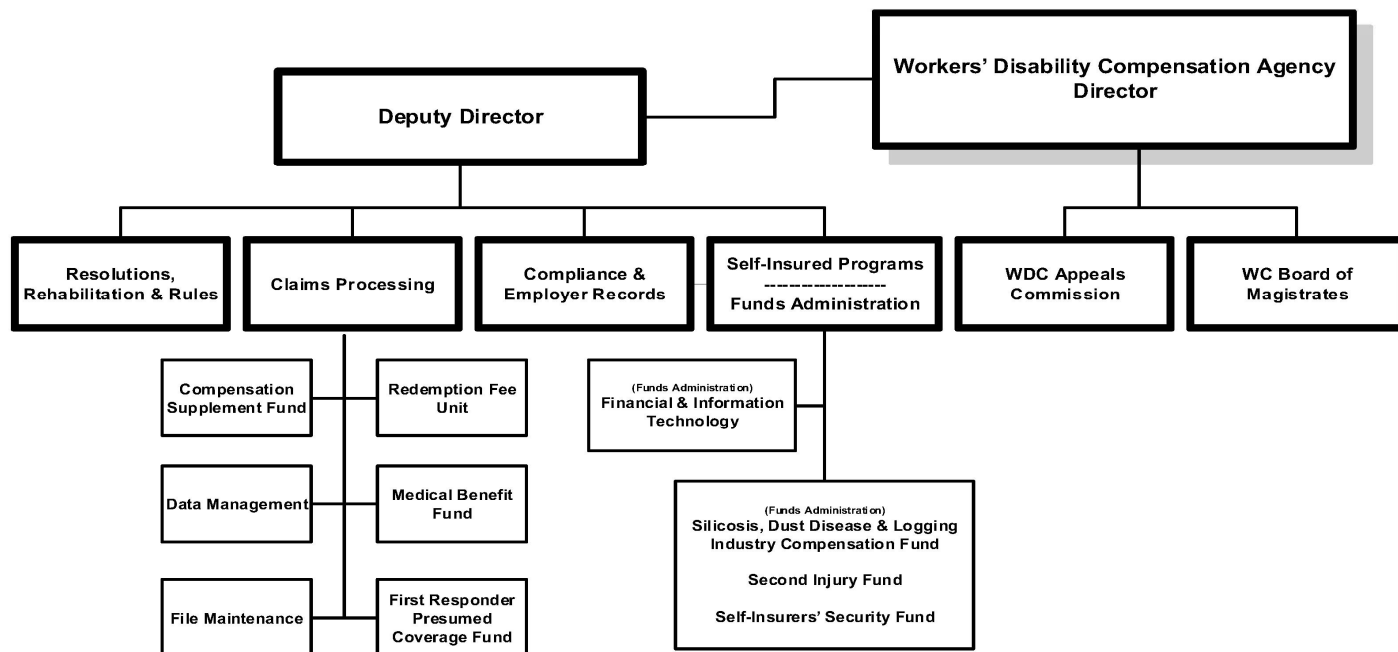 Workers' Disability Compensation Agency
Director
Deputy Director
Resolutions,
Rehabilitation & Rules
Claims Processing
Compliance &
Employer Records
Self-Insured Programs
--------------------
Funds Administration
WDC Appeals
Commission
WC Board of
Magistrates
Compensation
Supplement Fund
Redemption Fee
Unit
(Funds Administration)
Financial & Information
Technology
Data Management
Medical Benefit
Fund
(Funds Administration)
Silicosis, Dust Disease & Logging
Industry Compensation Fund
Second Injury Fund
Self-Insurers' Security Fund
File Maintenance
First Responder
Presumed
Coverage Fund